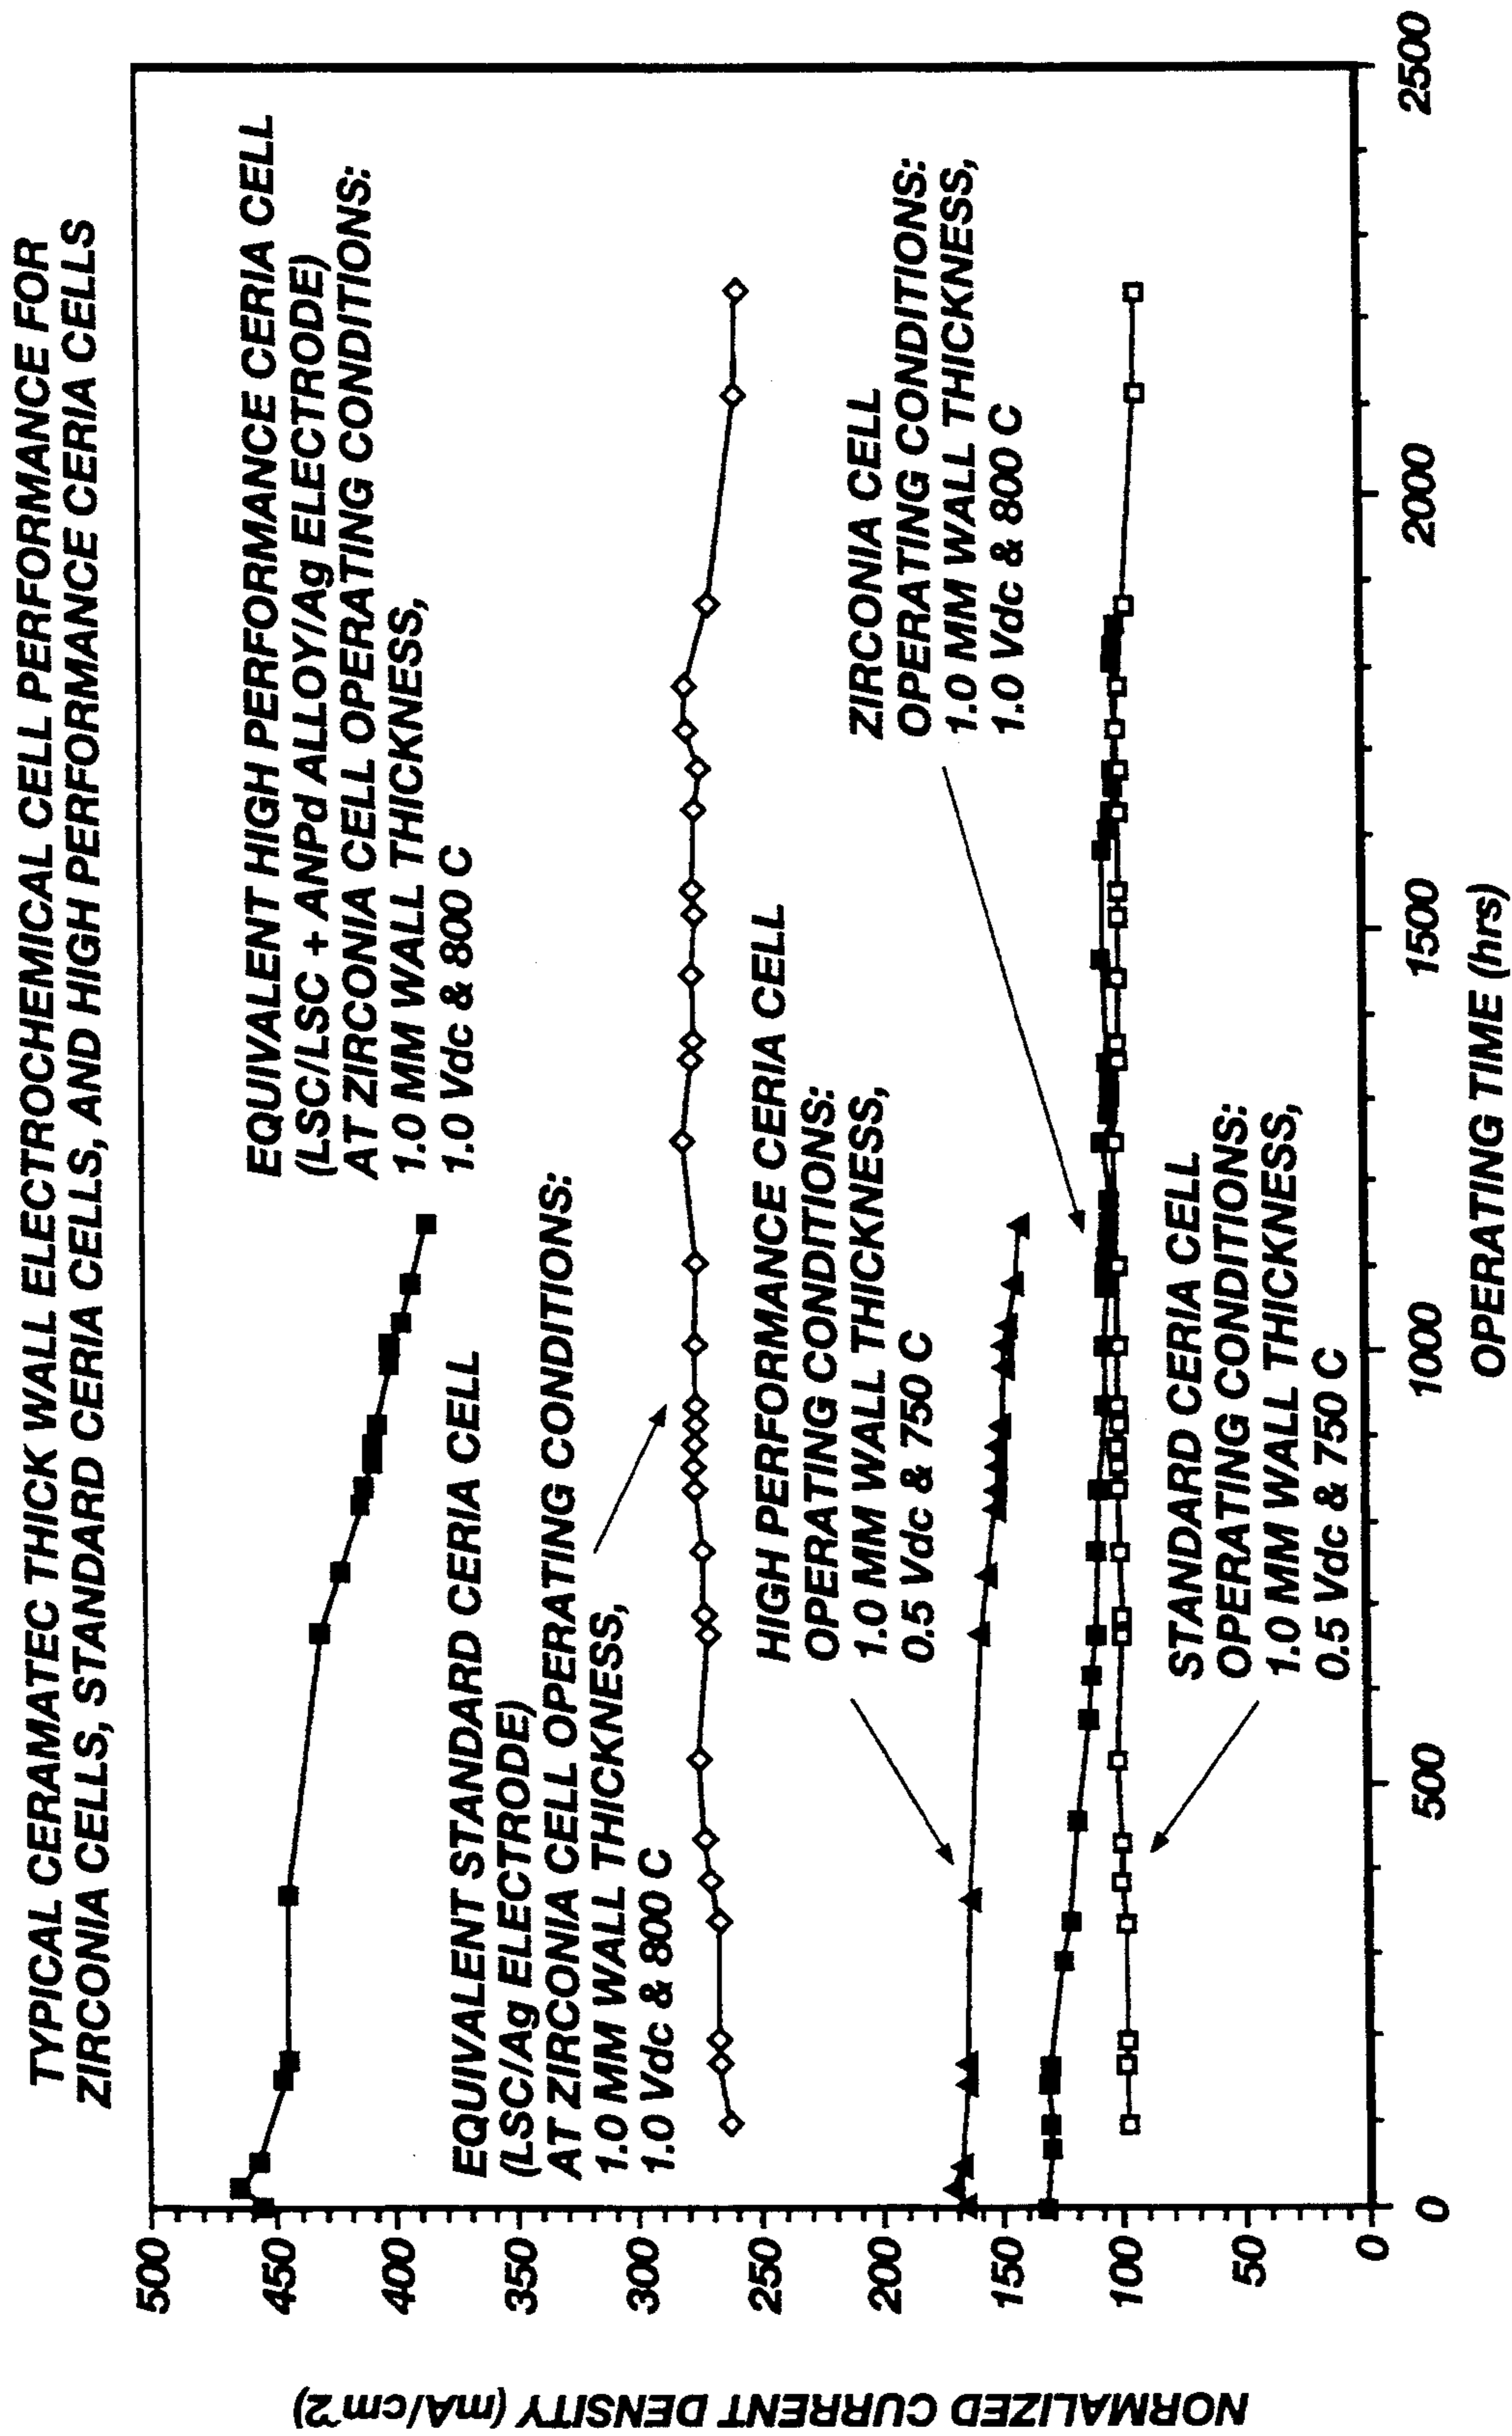 TYPICAL CERAMATEC THICK WALL ELECTROCHEMICAL CELL PERFORMANCE FOR
ZIRCONIA CELLS, STANDARD CERIA CELLS, AND HIGH PERFORMANCE CERIA CELLS
NORMALIZED CURRENT DENSITY (mA/cm^2)
500
450
400
350
300
250
200
150
100
50
0
EQUIVALENT HIGH PERFORMANCE CERIA CELL
(LSC/LSC + ANPd ALLOY/Ag ELECTRODE)
AT ZIRCONIA CELL OPERATING CONDITIONS:
1.0 MM WALL THICKNESS,
1.0 Vdc & 800 C
EQUIVALENT STANDARD CERIA CELL
(LSC/Ag ELECTRODE)
AT ZIRCONIA CELL OPERATING CONDITIONS:
1.0 MM WALL THICKNESS,
1.0 Vdc & 800 C
HIGH PERFORMANCE CERIA CELL
OPERATING CONDITIONS:
1.0 MM WALL THICKNESS,
0.5 Vdc & 750 C
ZIRCONIA CELL
OPERATING CONDITIONS:
1.0 MM WALL THICKNESS,
1.0 Vdc & 800 C
STANDARD CERIA CELL
OPERATING CONDITIONS:
1.0 MM WALL THICKNESS,
0.5 Vdc & 750 C
0
500
1000
1500
2000
2500
OPERATING TIME (hrs)